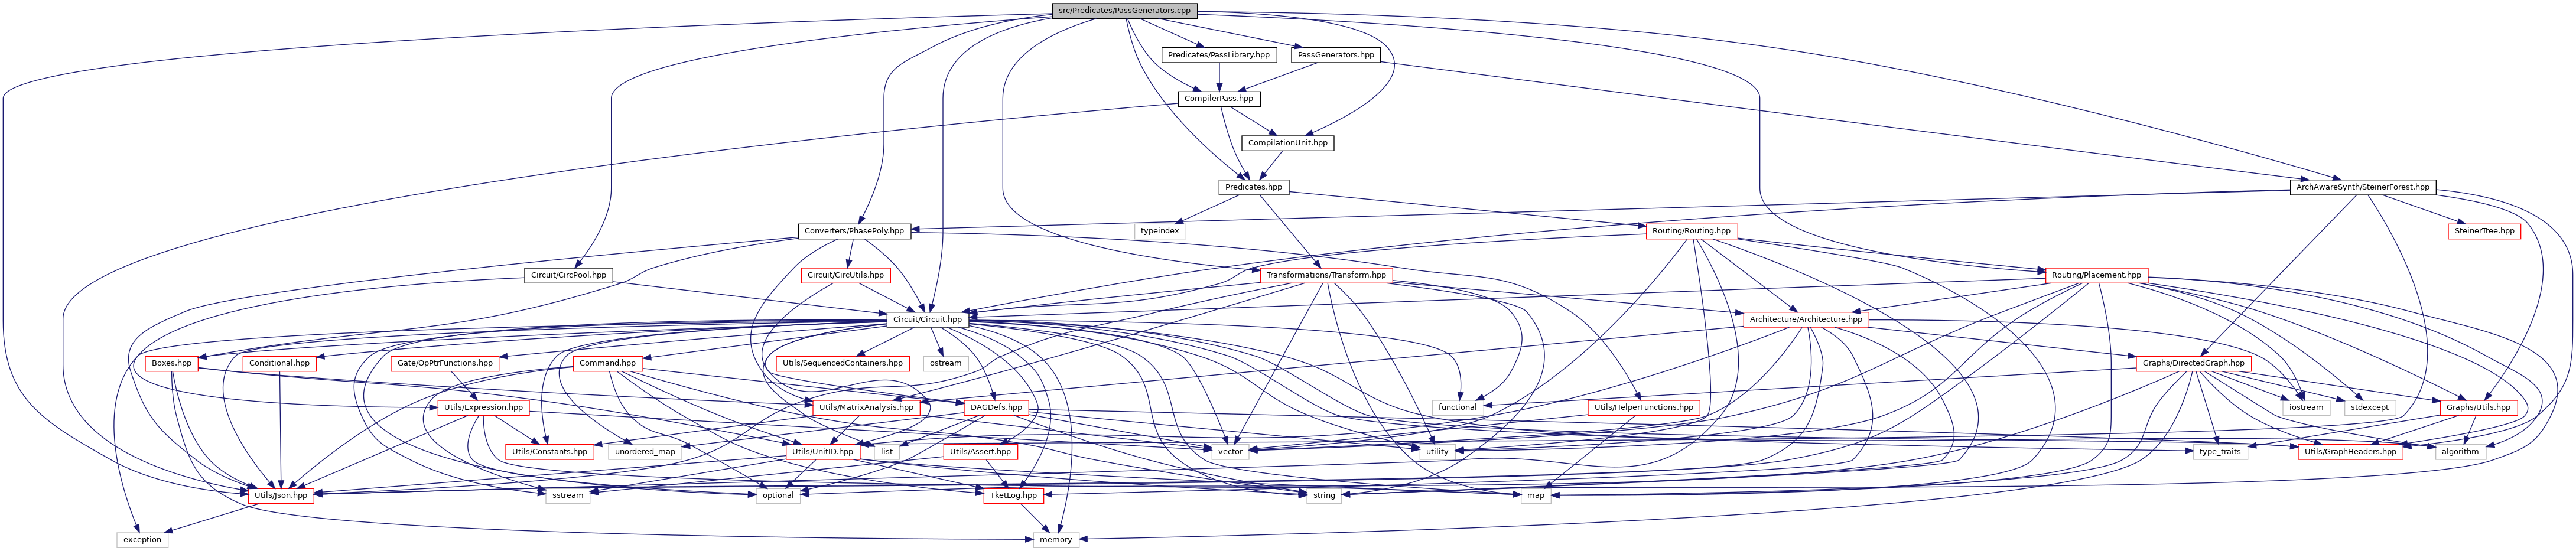 src/Predicates/PassGenerators.cpp
Predicates/PassLibrary.hpp
PassGenerators.hpp
CompilerPass.hpp
CompilationUnit.hpp
Predicates.hpp
ArchAwareSynth/SteinerForest.hpp
Converters/PhasePoly.hpp
typeindex
Routing/Routing.hpp
SteinerTree.hpp
Circuit/CircPool.hpp
Circuit/CircUtils.hpp
Transformations/Transform.hpp
Routing/Placement.hpp
Circuit/Circuit.hpp
Architecture/Architecture.hpp
Boxes.hpp
Conditional.hpp
Gate/OpPtrFunctions.hpp
Command.hpp
Utils/SequencedContainers.hpp
ostream
Graphs/DirectedGraph.hpp
Utils/Expression.hpp
Utils/MatrixAnalysis.hpp
DAGDefs.hpp
functional
Utils/HelperFunctions.hpp
iostream
stdexcept
Graphs/Utils.hpp
Utils/Constants.hpp
unordered_map
Utils/UnitID.hpp
list
Utils/Assert.hpp
vector
utility
type_traits
Utils/GraphHeaders.hpp
algorithm
Utils/Json.hpp
sstream
optional
TketLog.hpp
string
map
exception
memory